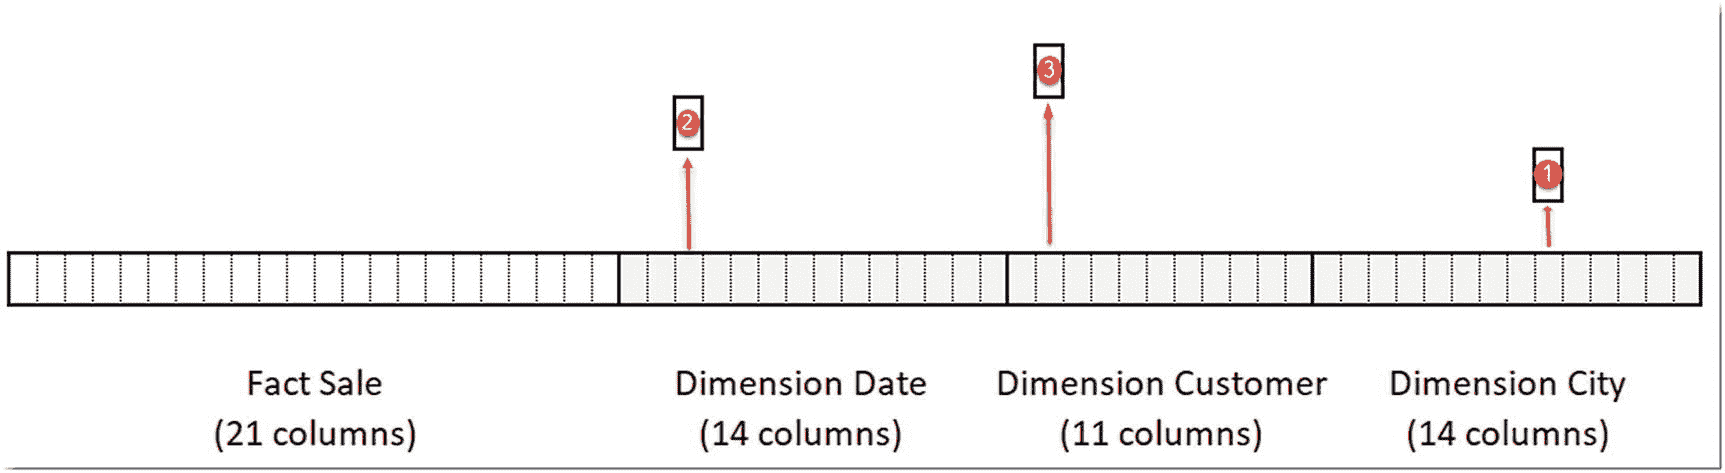 3
2
1
Fact Sale
(21 columns)
Dimension Date
(14 columns)
Dimension Customer
(11 columns)
Dimension City
(14 columns)